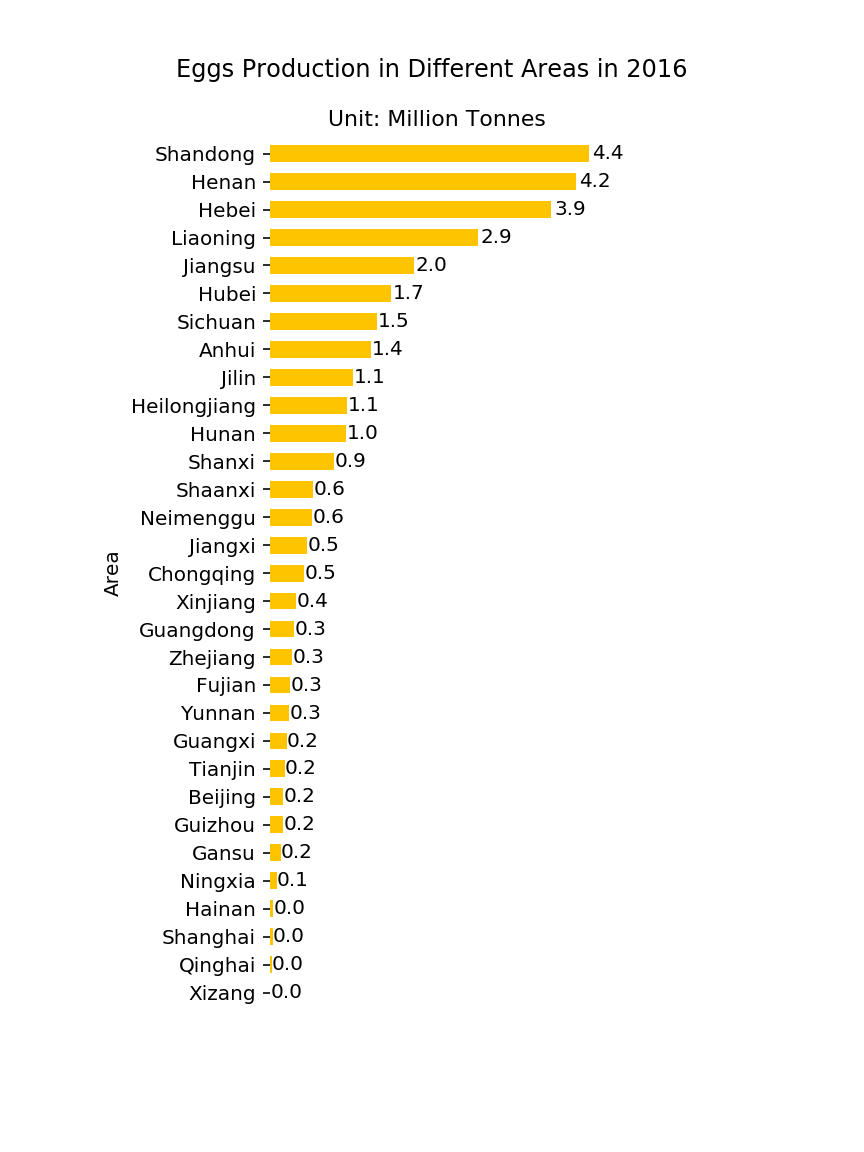 Eggs Production in Different Areas in 2016
Unit: Million Tonnes
Shandong 4.4
Henan 4.2
Hebei 3.9
Liaoning 2.9
Jiangsu 2.0
Hubei 1.7
Sichuan 1.5
Anhui 1.4
Jilin 1.1
Heilongjiang 1.1
Hunan 1.0
Shanxi 0.9
Shaanxi 0.6
Neimenggu 0.6
Jiangxi 0.5
Area
Chongqing 0.5
Xinjiang 0.4
Guangdong 0.3
Zhejiang 0.3
Fujian 0.3
Yunnan 0.3
Guangxi 0.2
Tianjin 0.2
Beijing 0.2
Guizhou 0.2
Gansu 0.2
Ningxia 0.1
Hainan 0.0
Shanghai 0.0
Qinghai 0.0
Xizang 0.0